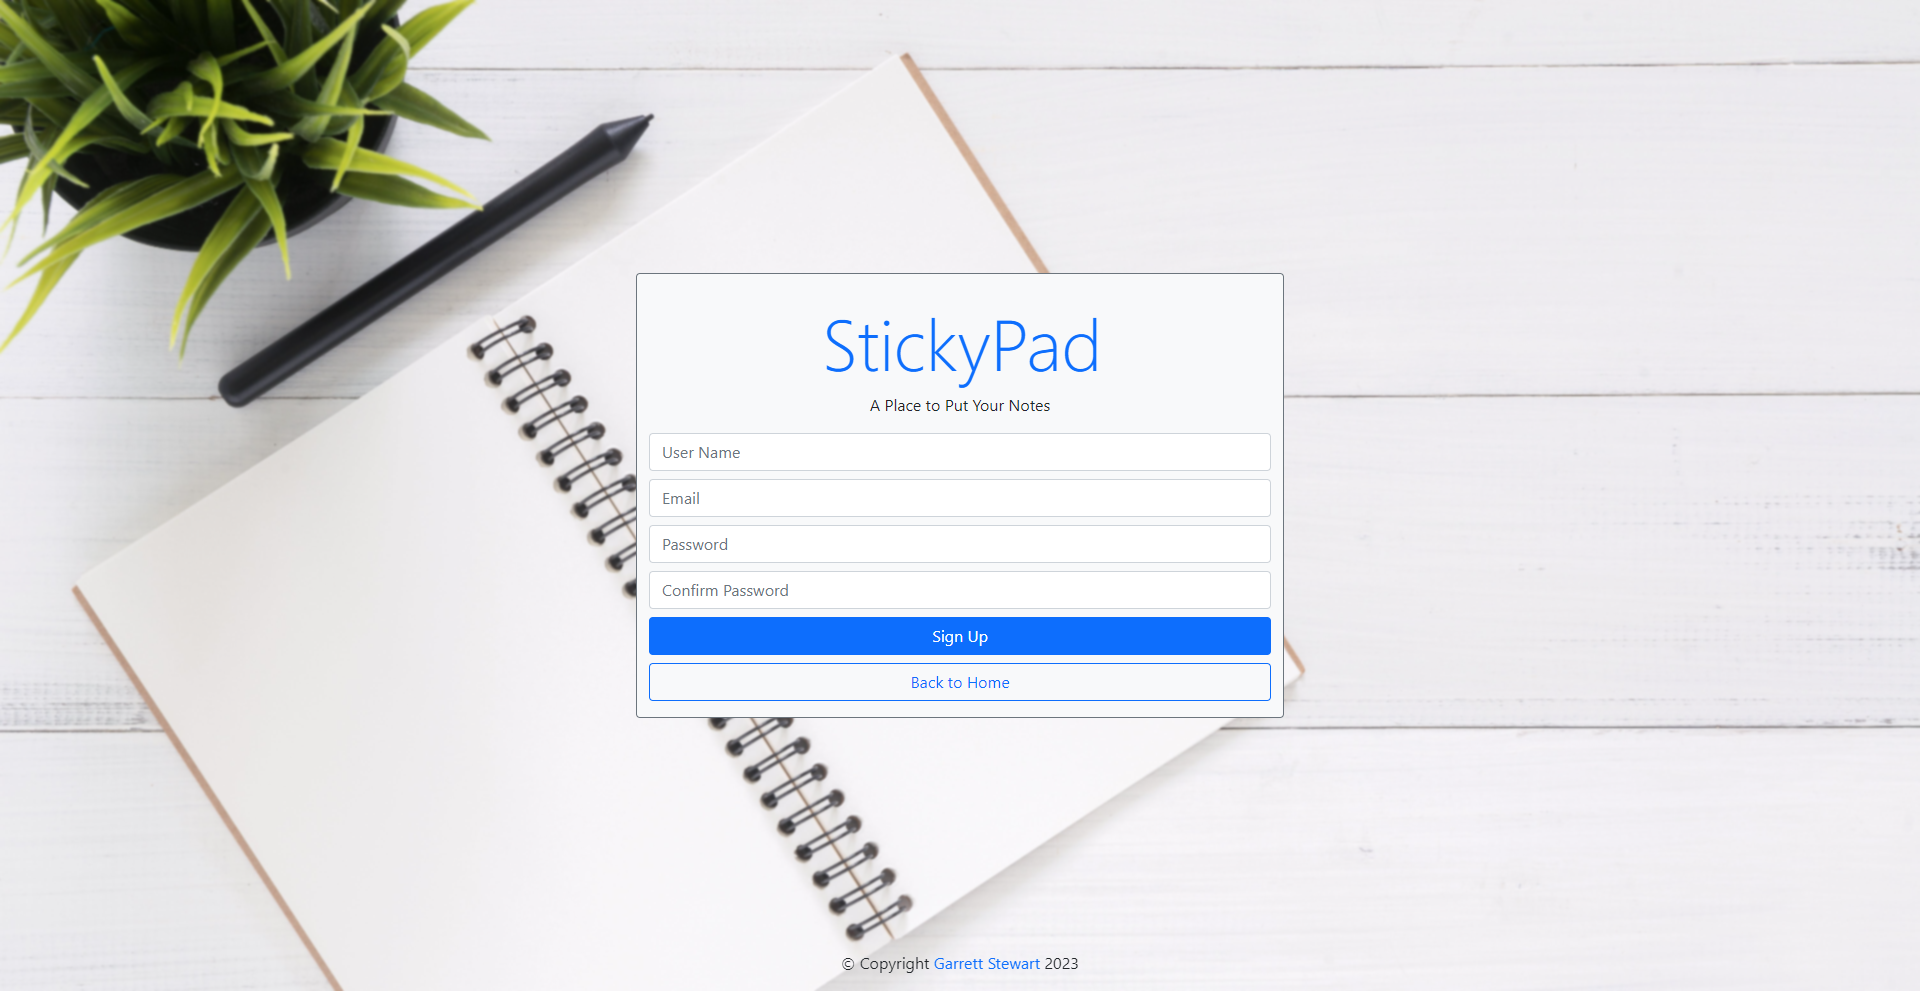 StickyPad
A Place to Put Your Notes
User Name
Email
Password
Confirm Password
Sign Up
Back to Home
© Copyright Garrett Stewart 2023